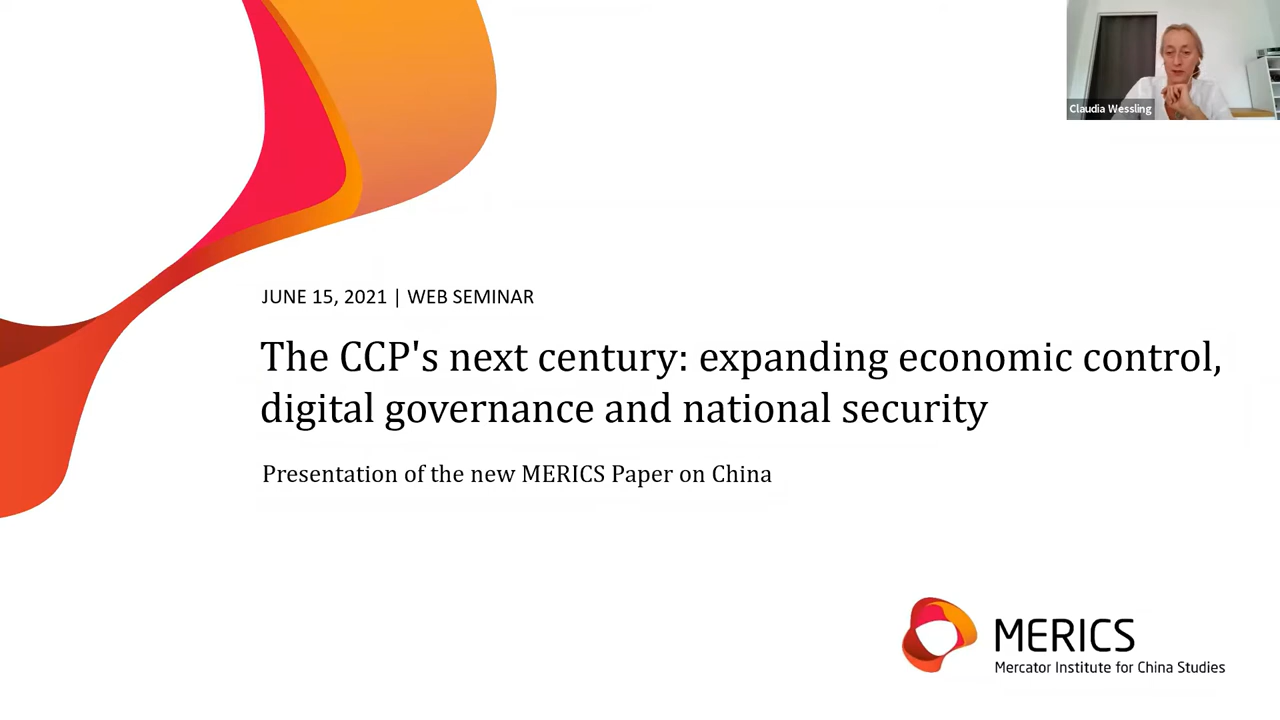 Claudia Wessling
JUNE 15, 2021 | WEB SEMINAR
The CCP's next century: expanding economic control,
digital governance and national security
Presentation of the new MERICS Paper on China
MERICS
Mercator Institute for China Studies